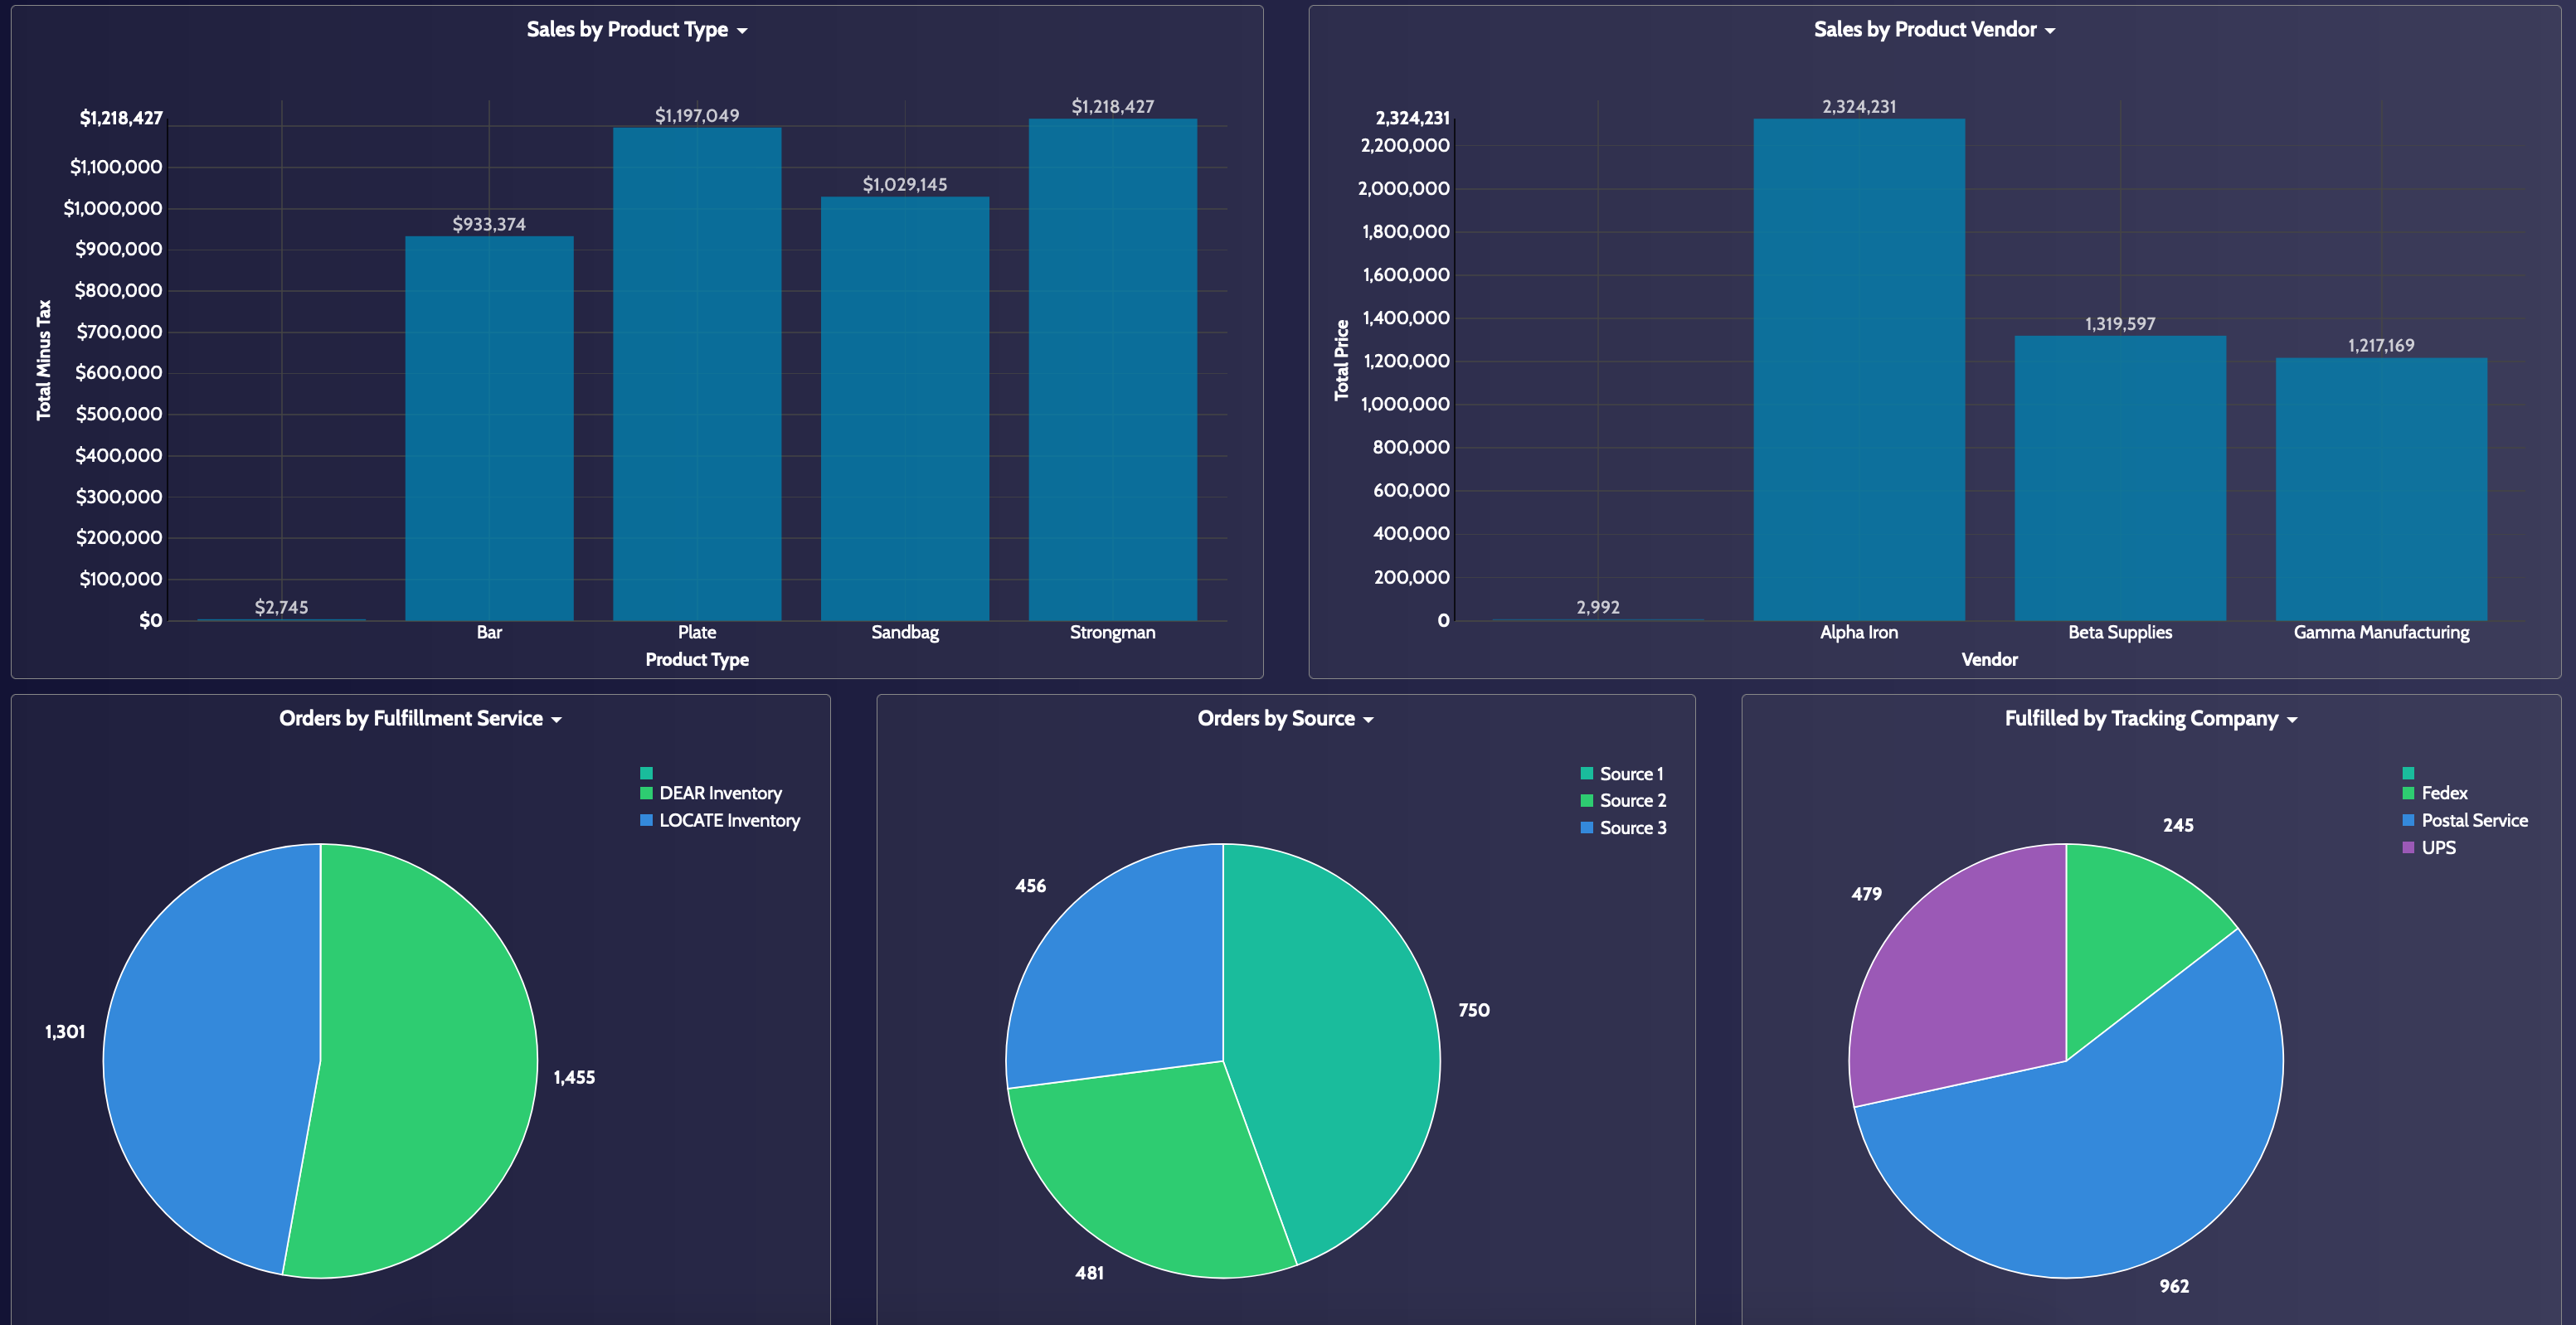 Sales by Product Type
$1,218,427
$1,100,000
$1,000,000
$900,000
$800,000
$700,000
$600,000
$500,000
$400,000
$300,000
$200,000
$100,000
$0
Total Minus Tax
$2,745
$933,374
$1,197,049
$1,029,145
$1,218,427
Bar
Plate
Sandbag
Strongman
Product Type
Sales by Product Vendor
2,324,231
2,200,000
2,000,000
1,800,000
1,600,000
1,400,000
1,200,000
1,000,000
800,000
600,000
400,000
200,000
0
Total Price
2,992
2,324,231
1,319,597
1,217,169
Alpha Iron
Beta Supplies
Gamma Manufacturing
Vendor
Orders by Fulfillment Service
DEAR Inventory
LOCATE Inventory
1,301
1,455
Orders by Source
Source 1
Source 2
Source 3
456
750
481
Fulfilled by Tracking Company
Fedex
Postal Service
UPS
245
479
962